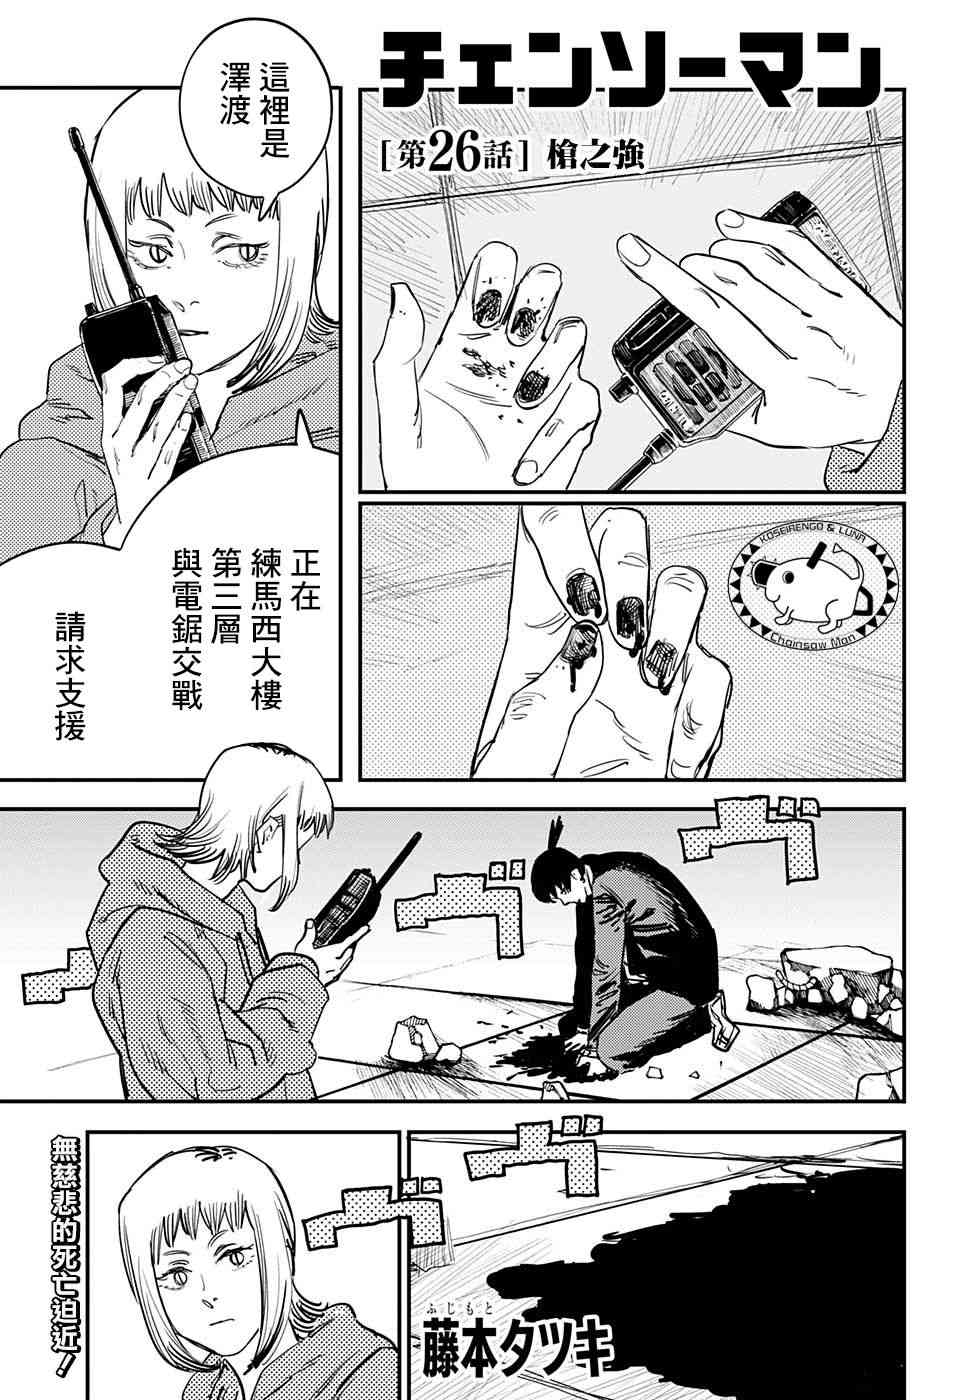 チェンソーマン
[第26話] 槍之強
這裡是
澤渡
KOSEIRENGO & LUNA
Chainsaw Man
正在
練馬西大樓
第三層
與電鋸交戰
請求支援
ヴヴヴ
ヴヴヴ
無慈悲的死亡迫近！
ふじもと
藤本タツキ